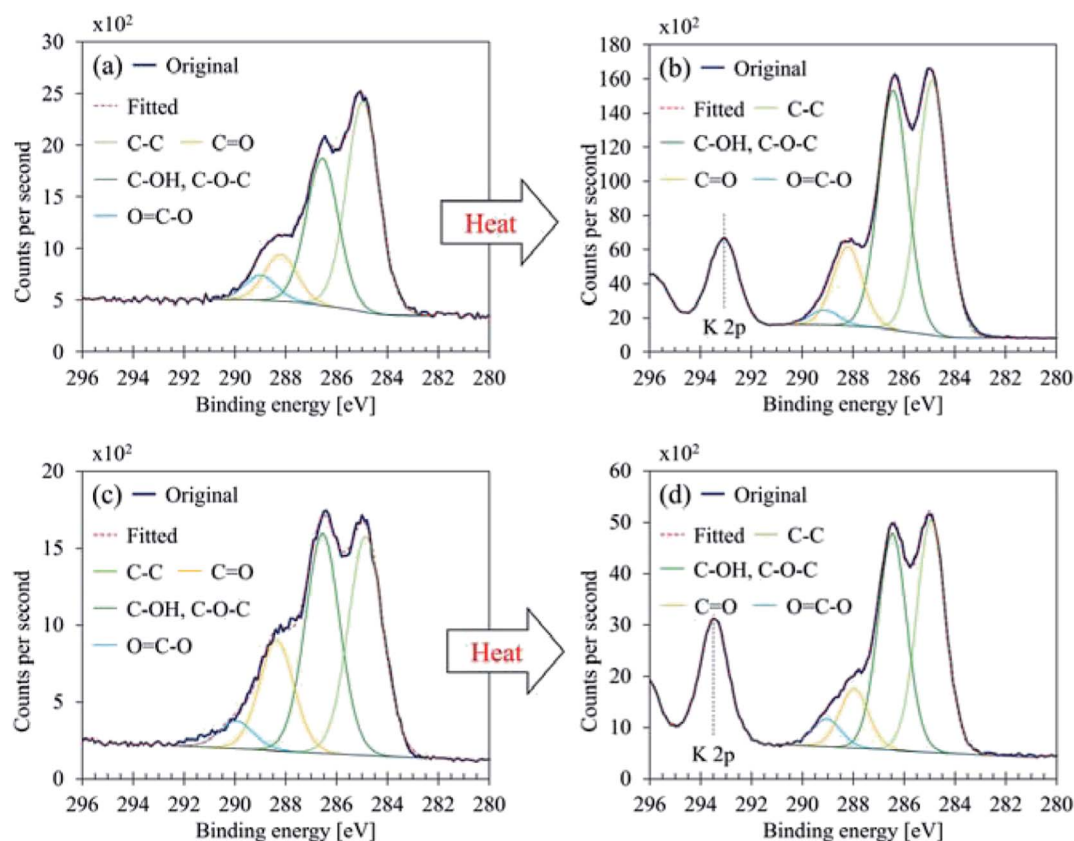 x10²
30
20
10
5
0
(a) Original
Fitted
C-C C=O
C-OH, C-O-C
O=C-O
Counts per second
296 294 292 290 288 286 284 282 280
Binding energy [eV]
Heat
x10²
180
160
140
120
100
80
60
40
20
0
(b) Original
Fitted C-C
C-OH, C-O-C
C=O O=C-O
K 2p
Counts per second
296 294 292 290 288 286 284 282 280
Binding energy [eV]
x10²
20
10
5
0
(c) Original
Fitted
C-C C=O
C-OH, C-O-C
O=C-O
Counts per second
296 294 292 290 288 286 284 282 280
Binding energy [eV]
Heat
x10²
60
50
40
30
20
10
0
(d) Original
Fitted C-C
C-OH, C-O-C
C=O O=C-O
K 2p
Counts per second
296 294 292 290 288 286 284 282 280
Binding energy [eV]